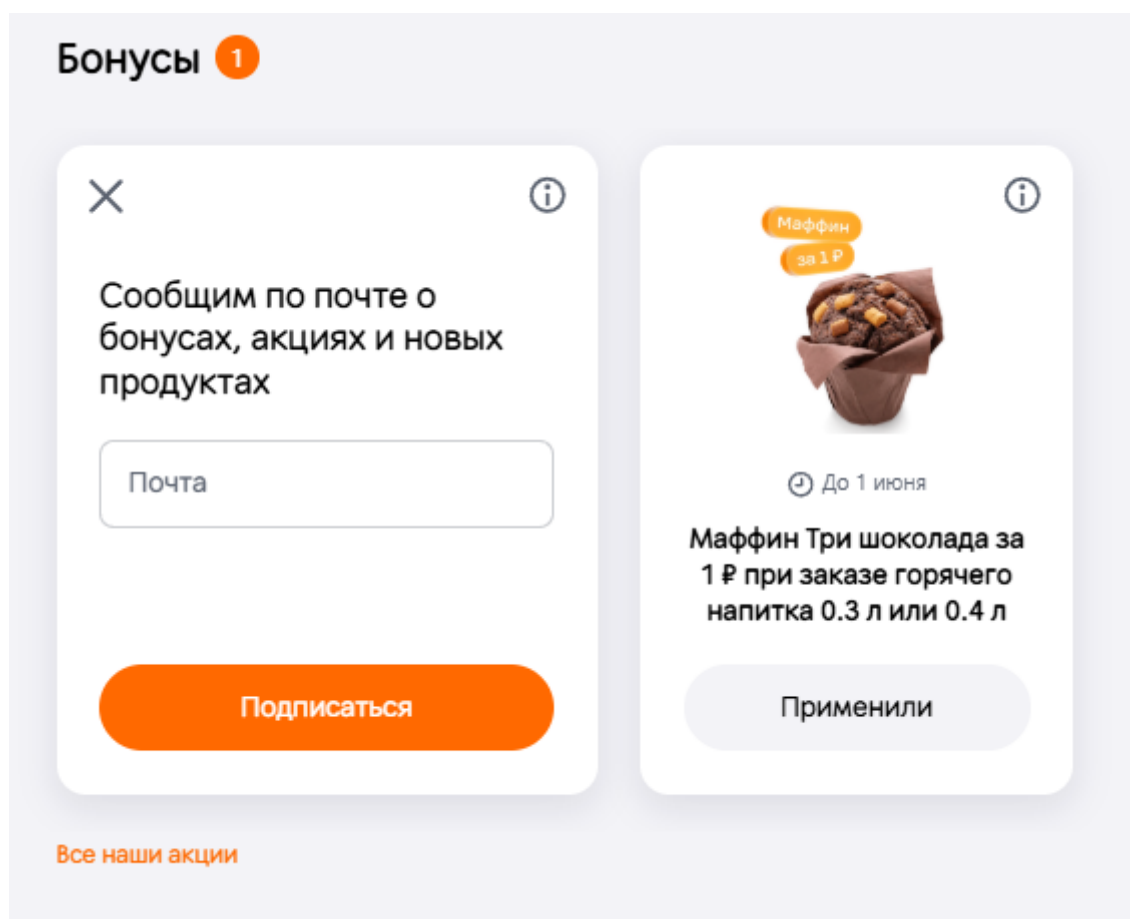 Бонусы 1
Сообщим по почте о
бонусах, акциях и новых
продуктах
Почта
Подписаться
Маффин
за 1 ₽
До 1 июня
Маффин Три шоколада за
1 ₽ при заказе горячего
напитка 0.3 л или 0.4 л
Применили
Все наши акции